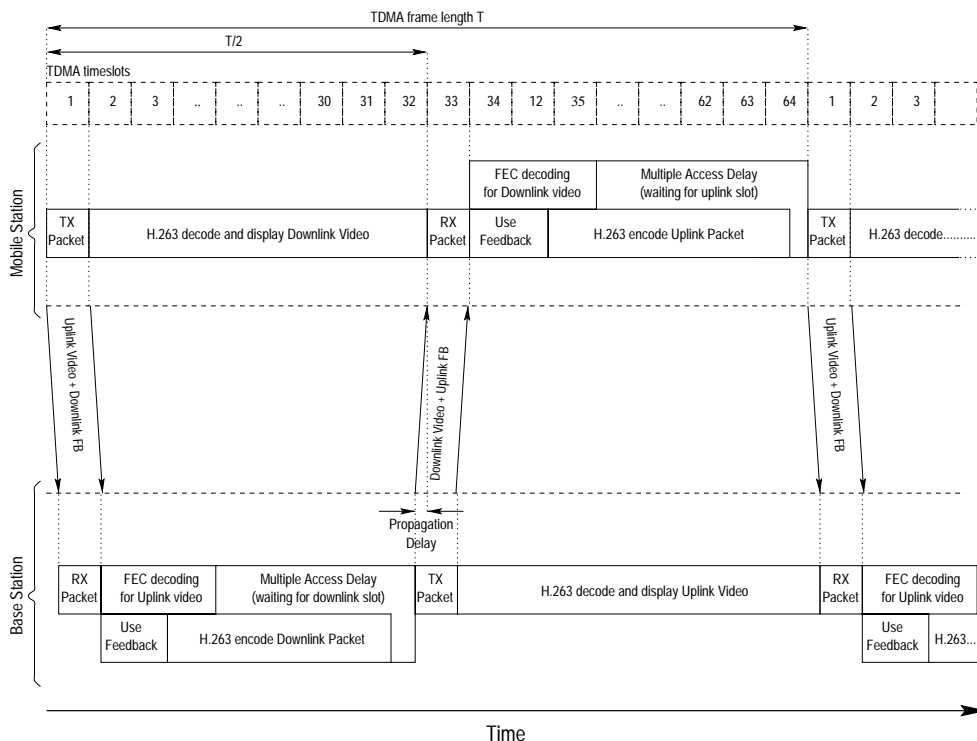 TDMA frame length T
T/2
TDMA timeslots
1 2 3 .. .. .. 30 31 32 33 34 12 35 .. .. 62 63 64 1 2 3
Mobile Station
FEC decoding
for Downlink video
Multiple Access Delay
(waiting for uplink slot)
TX
Packet
H.263 decode and display Downlink Video
RX
Packet
Use
Feedback
H.263 encode Uplink Packet
TX
Packet
H.263 decode..........
Uplink Video + Downlink FB
Downlink Video + Uplink FB
Uplink Video + Downlink FB
Propagation
Delay
Base Station
RX
Packet
FEC decoding
for Uplink video
Multiple Access Delay
(waiting for downlink slot)
TX
Packet
H.263 decode and display Uplink Video
RX
Packet
FEC decoding
for Uplink video
Use
Feedback
H.263 encode Downlink Packet
Use
Feedback
H.263...
Time